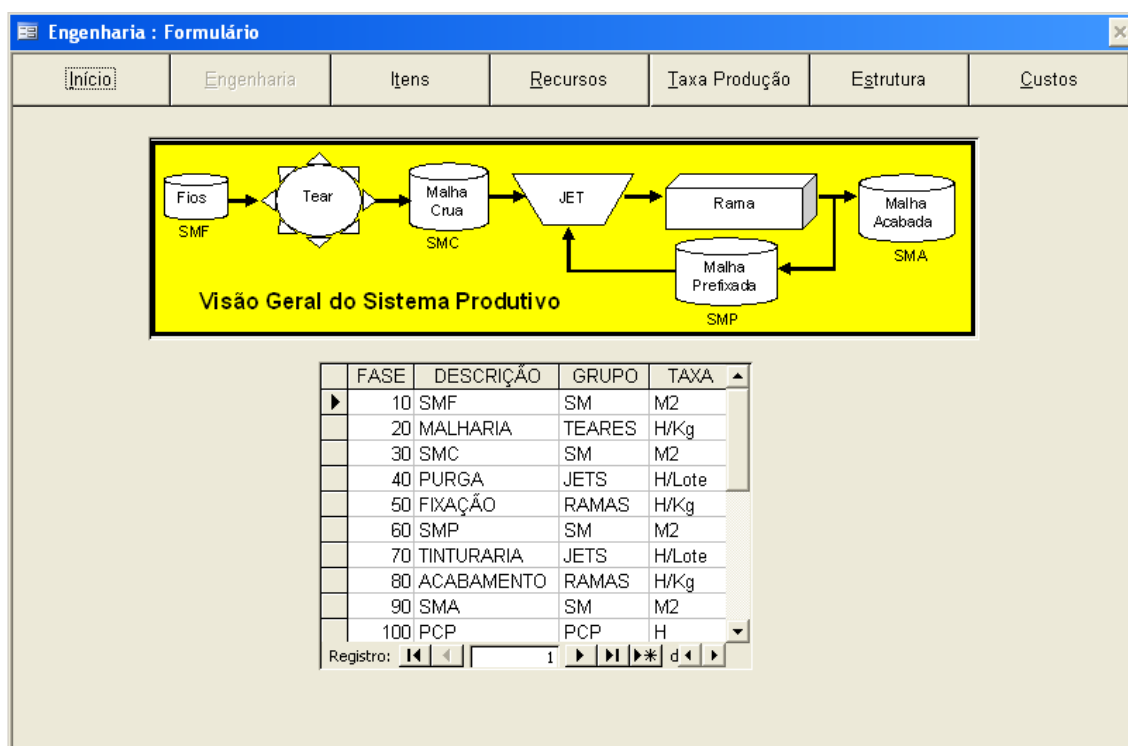 Engenharia : Formulário
Início Engenharia Itens Recursos Taxa Produção Estrutura Custos
Fios
SMF
Tear
Malha
Crua
SMC
JET
Rama
Malha
Acabada
SMA
Malha
Prefixada
SMP
Visão Geral do Sistema Produtivo
FASE DESCRIÇÃO GRUPO TAXA
10 SMF SM M2
20 MALHARIA TEARES H/Kg
30 SMC SM M2
40 PURGA JETS H/Lote
50 FIXAÇÃO RAMAS H/Kg
60 SMP SM M2
70 TINTURARIA JETS H/Lote
80 ACABAMENTO RAMAS H/Kg
90 SMA SM M2
100 PCP PCP H
Registro: 1 d